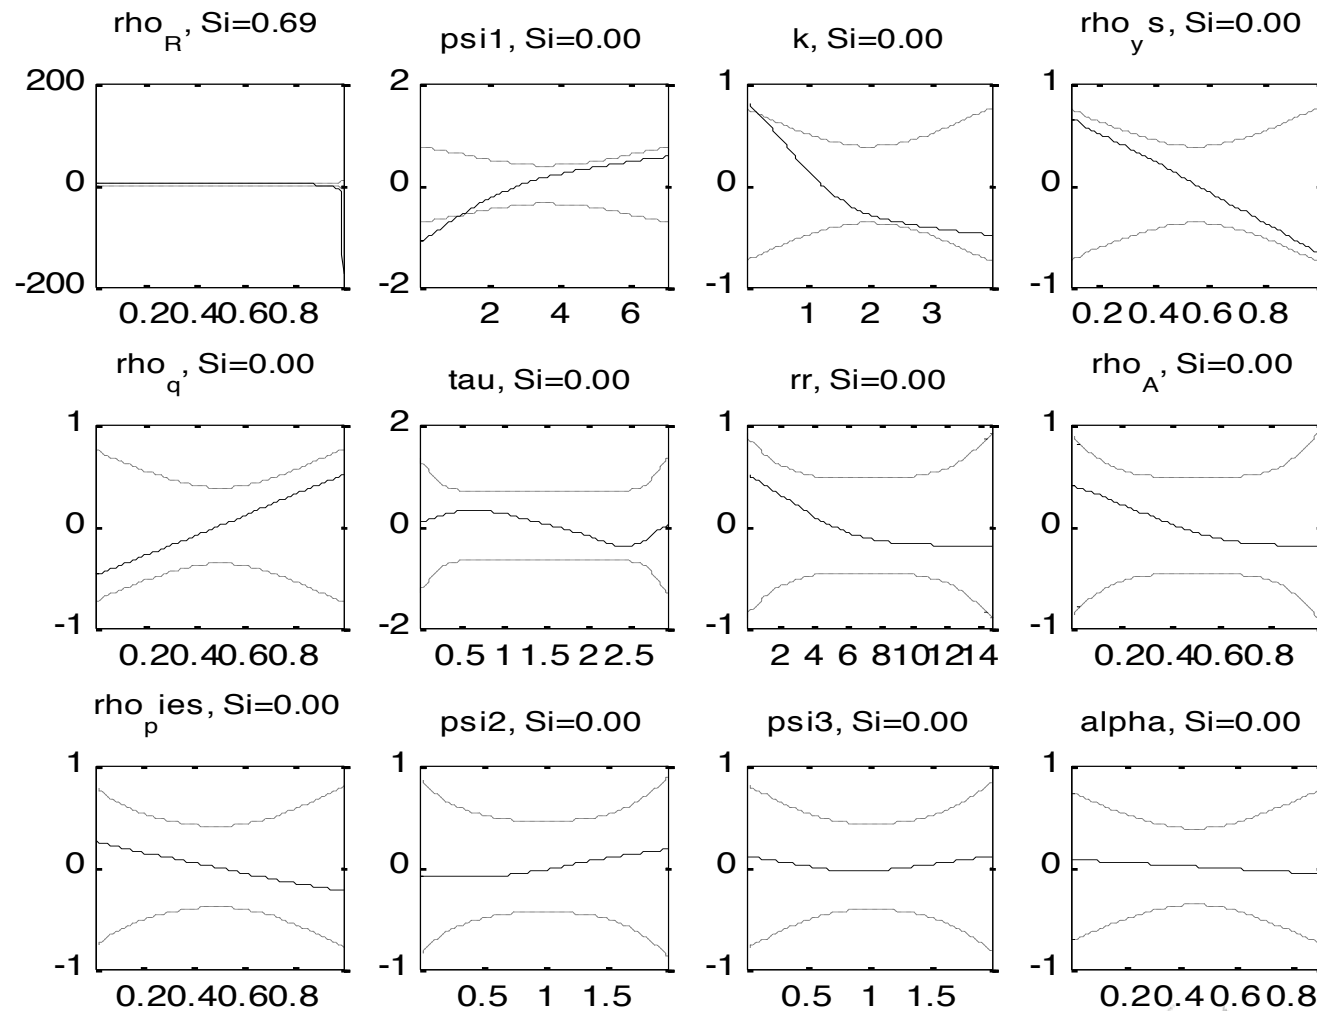 rho_R, Si=0.69
psi1, Si=0.00
k, Si=0.00
rho_ys, Si=0.00
200
0
-200
0.20.40.60.8
2
0
-2
2 4 6
1
0
-1
1 2 3
1
0
-1
0.2 0.4 0.6 0.8
rho_q, Si=0.00
tau, Si=0.00
rr, Si=0.00
rho_A, Si=0.00
1
0
-1
0.20.40.60.8
2
0
-2
0.5 1 1.5 2 2.5
1
0
-1
2 4 6 8 10 12 14
1
0
-1
0.20.40.60.8
rho_pies, Si=0.00
psi2, Si=0.00
psi3, Si=0.00
alpha, Si=0.00
1
0
-1
0.20.40.60.8
1
0
-1
0.5 1 1.5
1
0
-1
0.5 1 1.5
1
0
-1
0.20.40.60.8